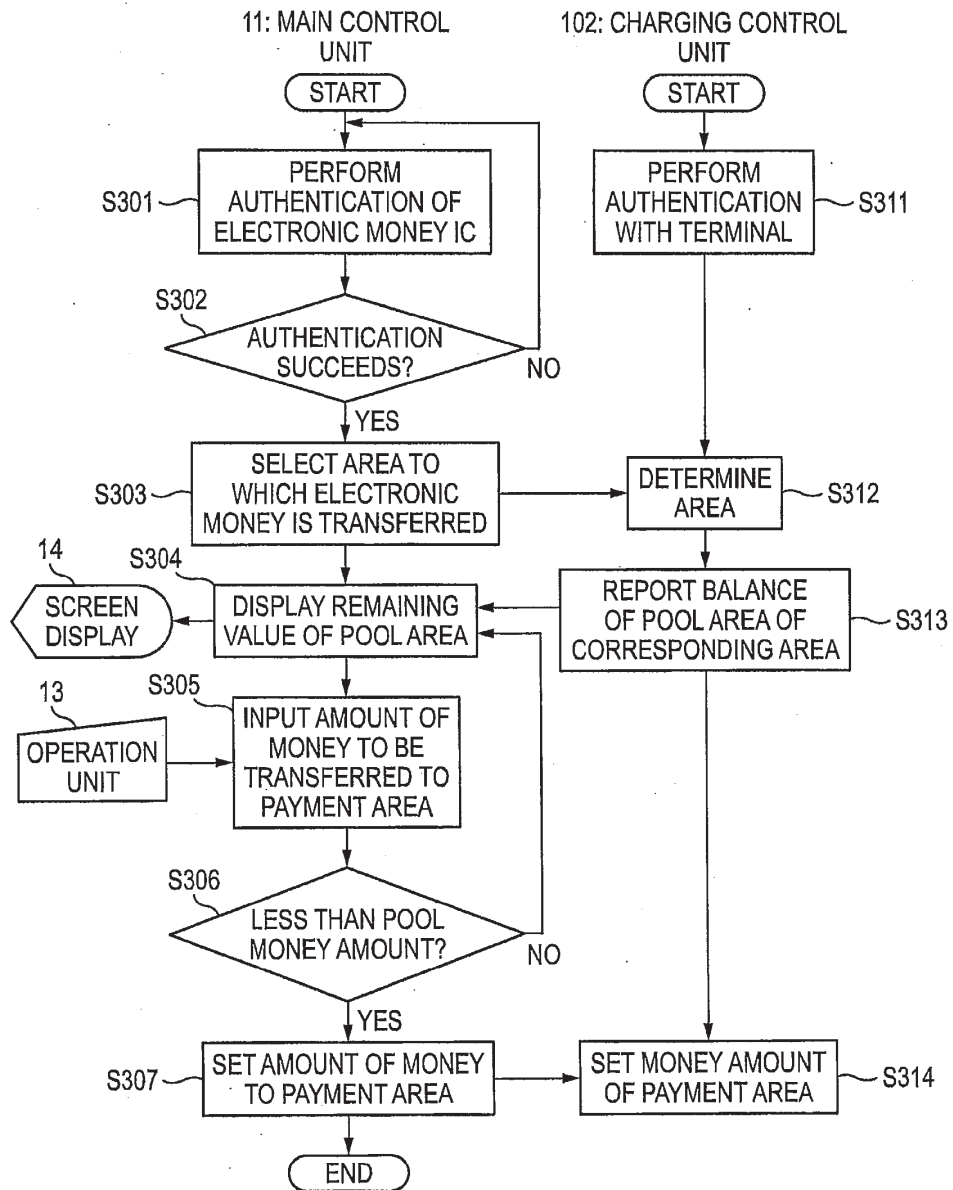 11: MAIN CONTROL
UNIT
102: CHARGING CONTROL
UNIT
START
START
S301
PERFORM
AUTHENTICATION OF
ELECTRONIC MONEY IC
PERFORM
AUTHENTICATION
WITH TERMINAL
S311
S302
AUTHENTICATION
SUCCEEDS?
NO
YES
S303
SELECT AREA TO
WHICH ELECTRONIC
MONEY IS TRANSFERRED
DETERMINE
AREA
S312
14
SCREEN
DISPLAY
S304
DISPLAY REMAINING
VALUE OF POOL AREA
REPORT BALANCE
OF POOL AREA OF
CORRESPONDING AREA
S313
13
OPERATION
UNIT
S305
INPUT AMOUNT OF
MONEY TO BE
TRANSFERRED TO
PAYMENT AREA
S306
LESS THAN POOL
MONEY AMOUNT?
NO
YES
S307
SET AMOUNT OF MONEY
TO PAYMENT AREA
SET MONEY AMOUNT
OF PAYMENT AREA
S314
END